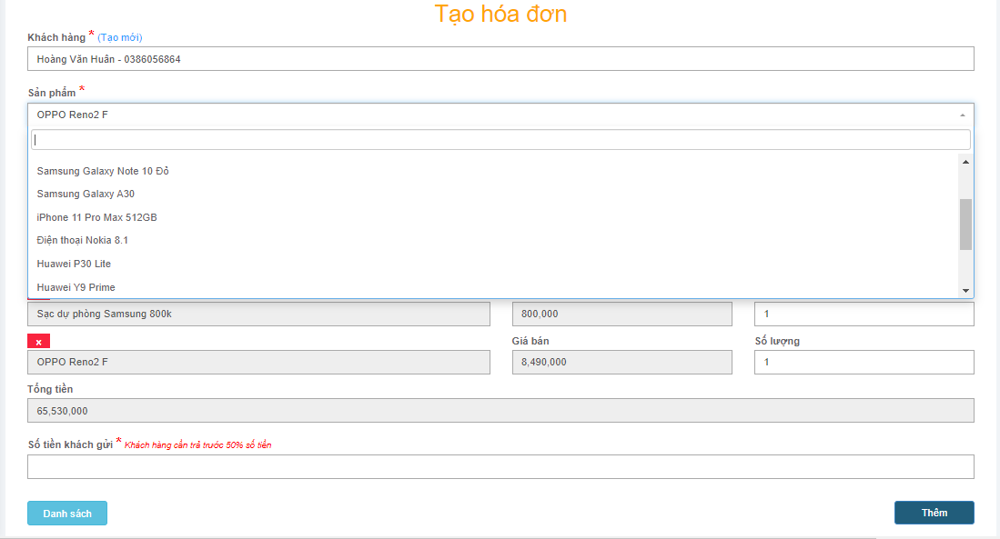 Tạo hóa đơn
Khách hàng * (Tạo mới)
Hoàng Văn Huân - 0386056864
Sản phẩm *
OPPO Reno2 F
Samsung Galaxy Note 10 Đỏ
Samsung Galaxy A30
iPhone 11 Pro Max 512GB
Điện thoại Nokia 8.1
Huawei P30 Lite
Huawei Y9 Prime
Sạc dự phòng Samsung 800k 800,000 1
x Giá bán Số lượng
OPPO Reno2 F 8,490,000 1
Tổng tiền
65,530,000
Số tiền khách gửi * Khách hàng cần trả trước 50% số tiền
Danh sách Thêm